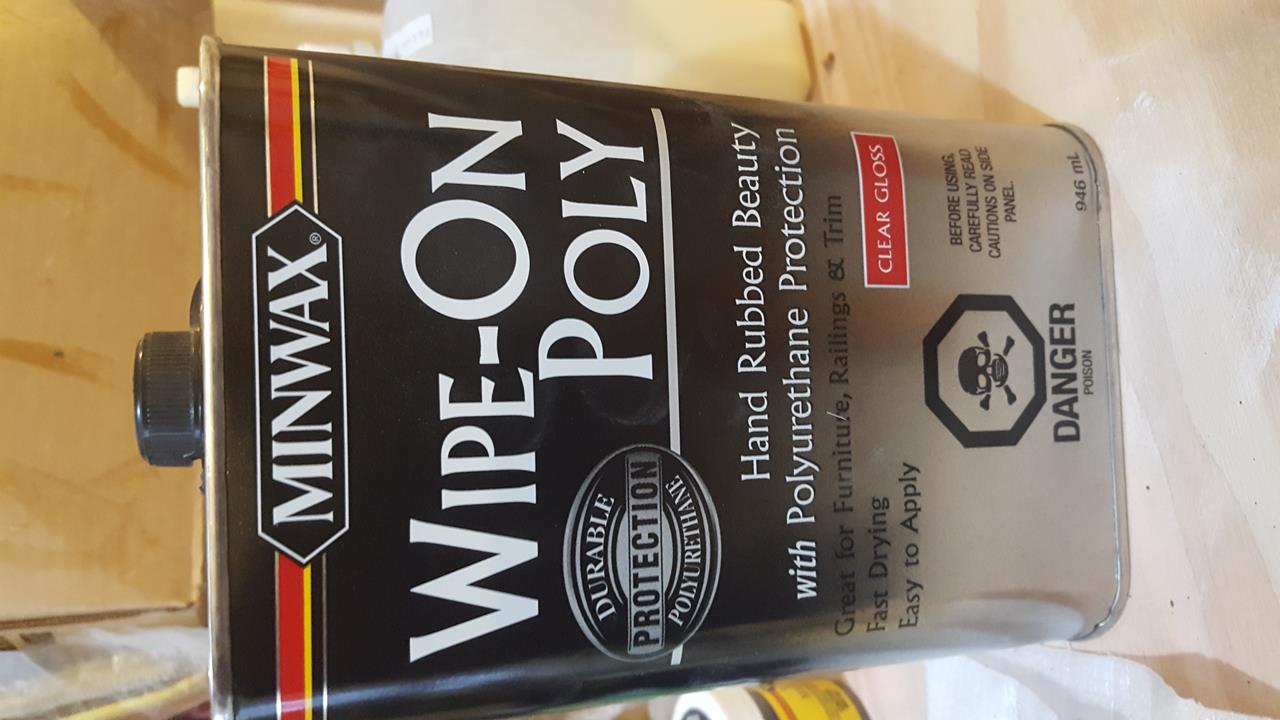 MINWAX®
WIPE-ON
POLY
DURABLE
PROTECTION
POLYURETHANE
Hand Rubbed Beauty
with Polyurethane Protection
Great for Furniture, Railings & Trim
Fast Drying
Easy to Apply
CLEAR GLOSS
DANGER
POISON
BEFORE USING,
CAREFULLY READ
CAUTIONS ON SIDE
PANEL.
946 mL